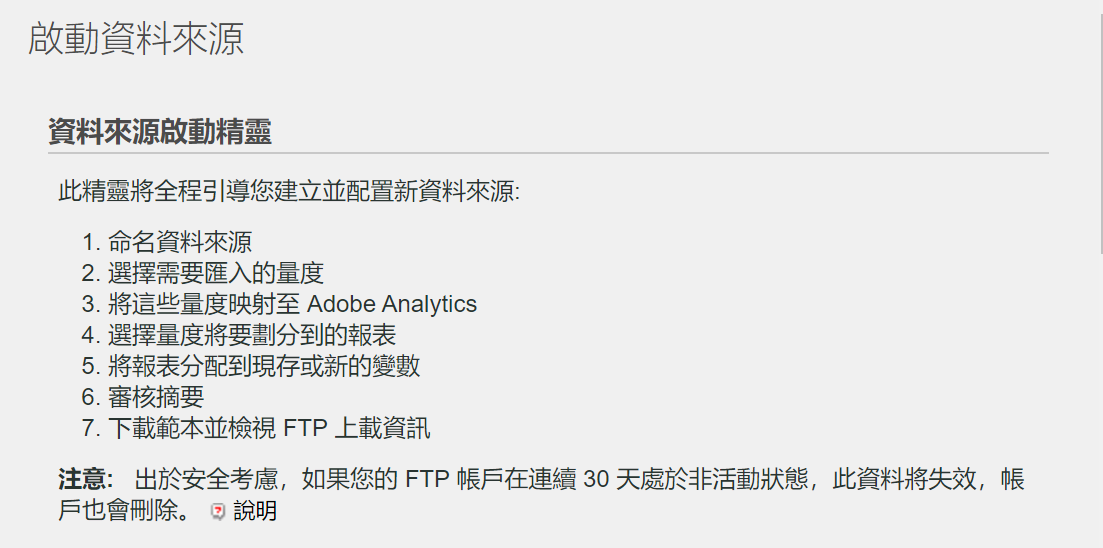 啟動資料來源
資料來源啟動精靈
此精靈將全程引導您建立並配置新資料來源:
1. 命名資料來源
2. 選擇需要匯入的量度
3. 將這些量度映射至 Adobe Analytics
4. 選擇量度將要劃分到的報表
5. 將報表分配到現存或新的變數
6. 審核摘要
7. 下載範本並檢視 FTP 上載資訊
注意: 出於安全考慮，如果您的 FTP 帳戶在連續 30 天處於非活動狀態，此資料將失效，帳
戶也會刪除。 ? 說明